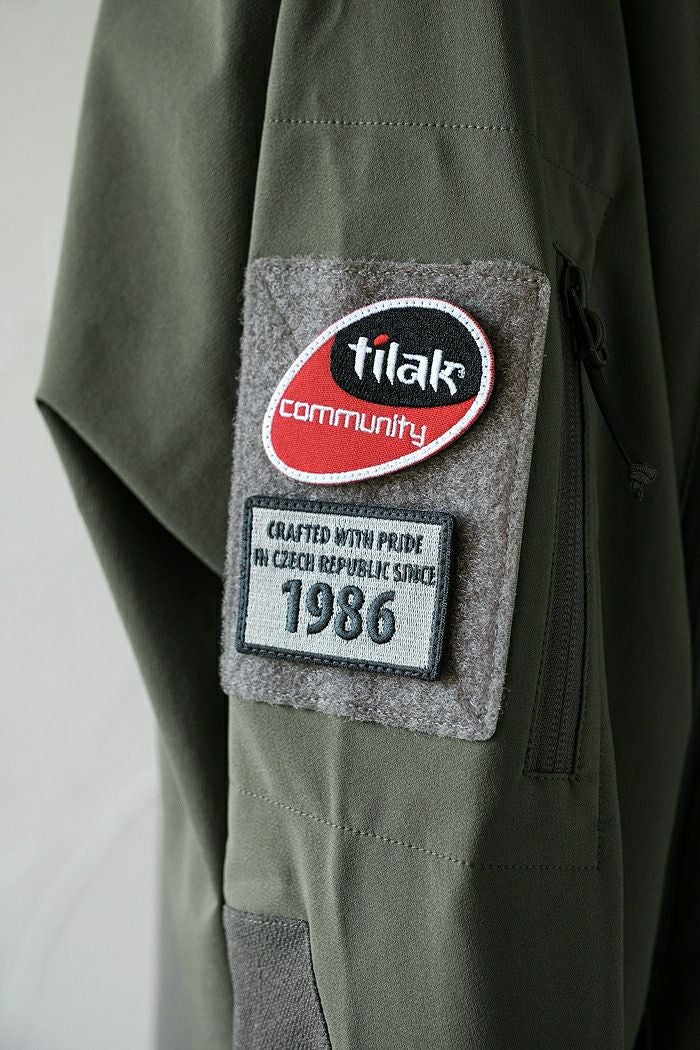 tilak
community
CRAFTED WITH PRIDE
IN CZECH REPUBLIC SINCE
1986